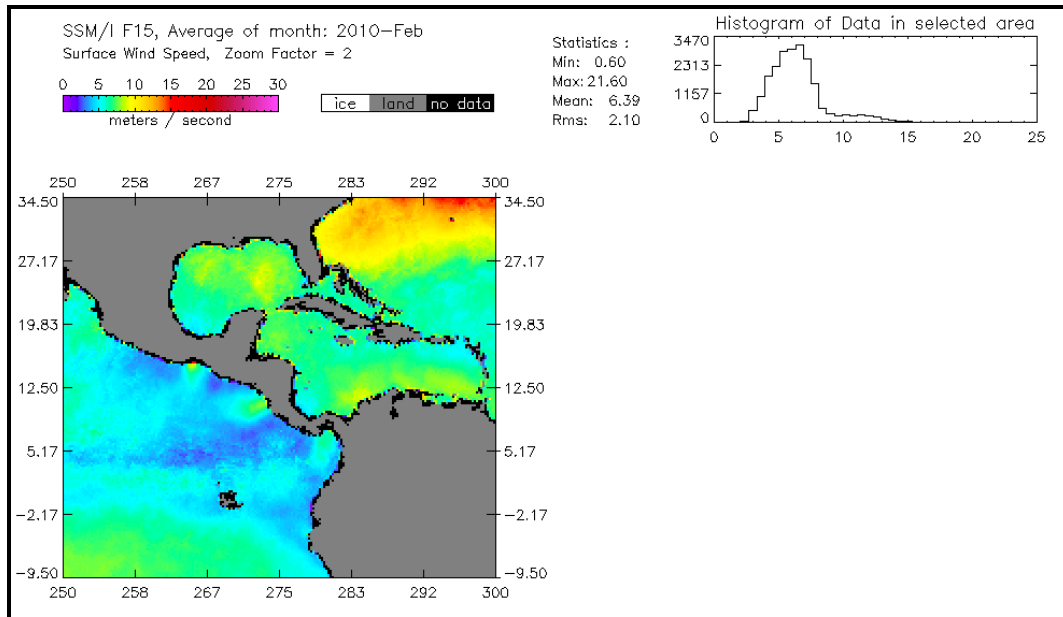 SSM/I F15, Average of month: 2010-Feb
Surface Wind Speed, Zoom Factor = 2
0 5 10 15 20 25 30
meters / second
ice land no data
Statistics :
Min: 0.60
Max: 21.60
Mean: 6.39
Rms: 2.10
Histogram of Data in selected area
3470
2313
1157
0
0 5 10 15 20 25
250 258 267 275 283 292 300
34.50 34.50
27.17 27.17
19.83 19.83
12.50 12.50
5.17 5.17
-2.17 -2.17
-9.50 -9.50
250 258 267 275 283 292 300